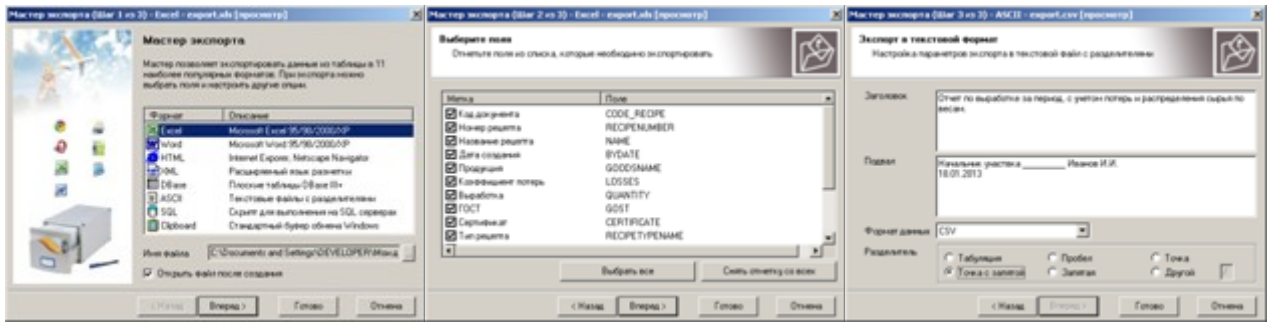 Мастер экспорта (Шаг 1 из 3) - Excel - export.xls [просмотр]
Мастер экспорта
Мастер позволяет экспортировать данные из таблицы в 11
наиболее популярных форматов. При экспорте можно
выбрать поля и настроить другие опции.
Формат Описание
Excel Microsoft Excel 95/98/2000/XP
Word Microsoft Word 95/98/2000/XP
HTML Internet Exporer, Netscape Navigator
XML Расширяемый язык разметки
DBase Плоские таблицы DBase III+
ASCII Текстовые файлы с разделителями
SQL Скрипт для выполнения на SQL серверах
Clipboard Стандартный буфер обмена Windows
Имя файла C:\Documents and Settings\DEVELOPER\
Открыть файл после создания
< Назад Вперед > Готово Отмена
Мастер экспорта (Шаг 2 из 3) - Excel - export.xls [просмотр]
Выберите поля
Отметьте поля из списка, которые необходимо экспортировать
Метка Поле
Код документа CODE_RECIPE
Номер рецепта RECIPENUMBER
Название рецепта NAME
Дата создания BYDATE
Продукция GOODSNAME
Коэффициент потерь LOSSES
Выработка QUANTITY
ГОСТ GOST
Сертификат CERTIFICATE
Тип рецепта RECIPETYPENAME
Выбрать все Снять отметку со всех
< Назад Вперед > Готово Отмена
Мастер экспорта (Шаг 3 из 3) - ASCII - export.csv [просмотр]
Экспорт в текстовой формат
Настройка параметров экспорта в текстовой файл с разделителями
Заголовок Отчет по выработке за период, с учетом потерь и распределения сырья по
весам.
Подвал Начальник участка ________ Иванов И.И.
18.01.2013
Формат данных CSV
Разделитель Табуляция Пробел Точка
Точка с запятой Запятая Другой
< Назад Вперед > Готово Отмена